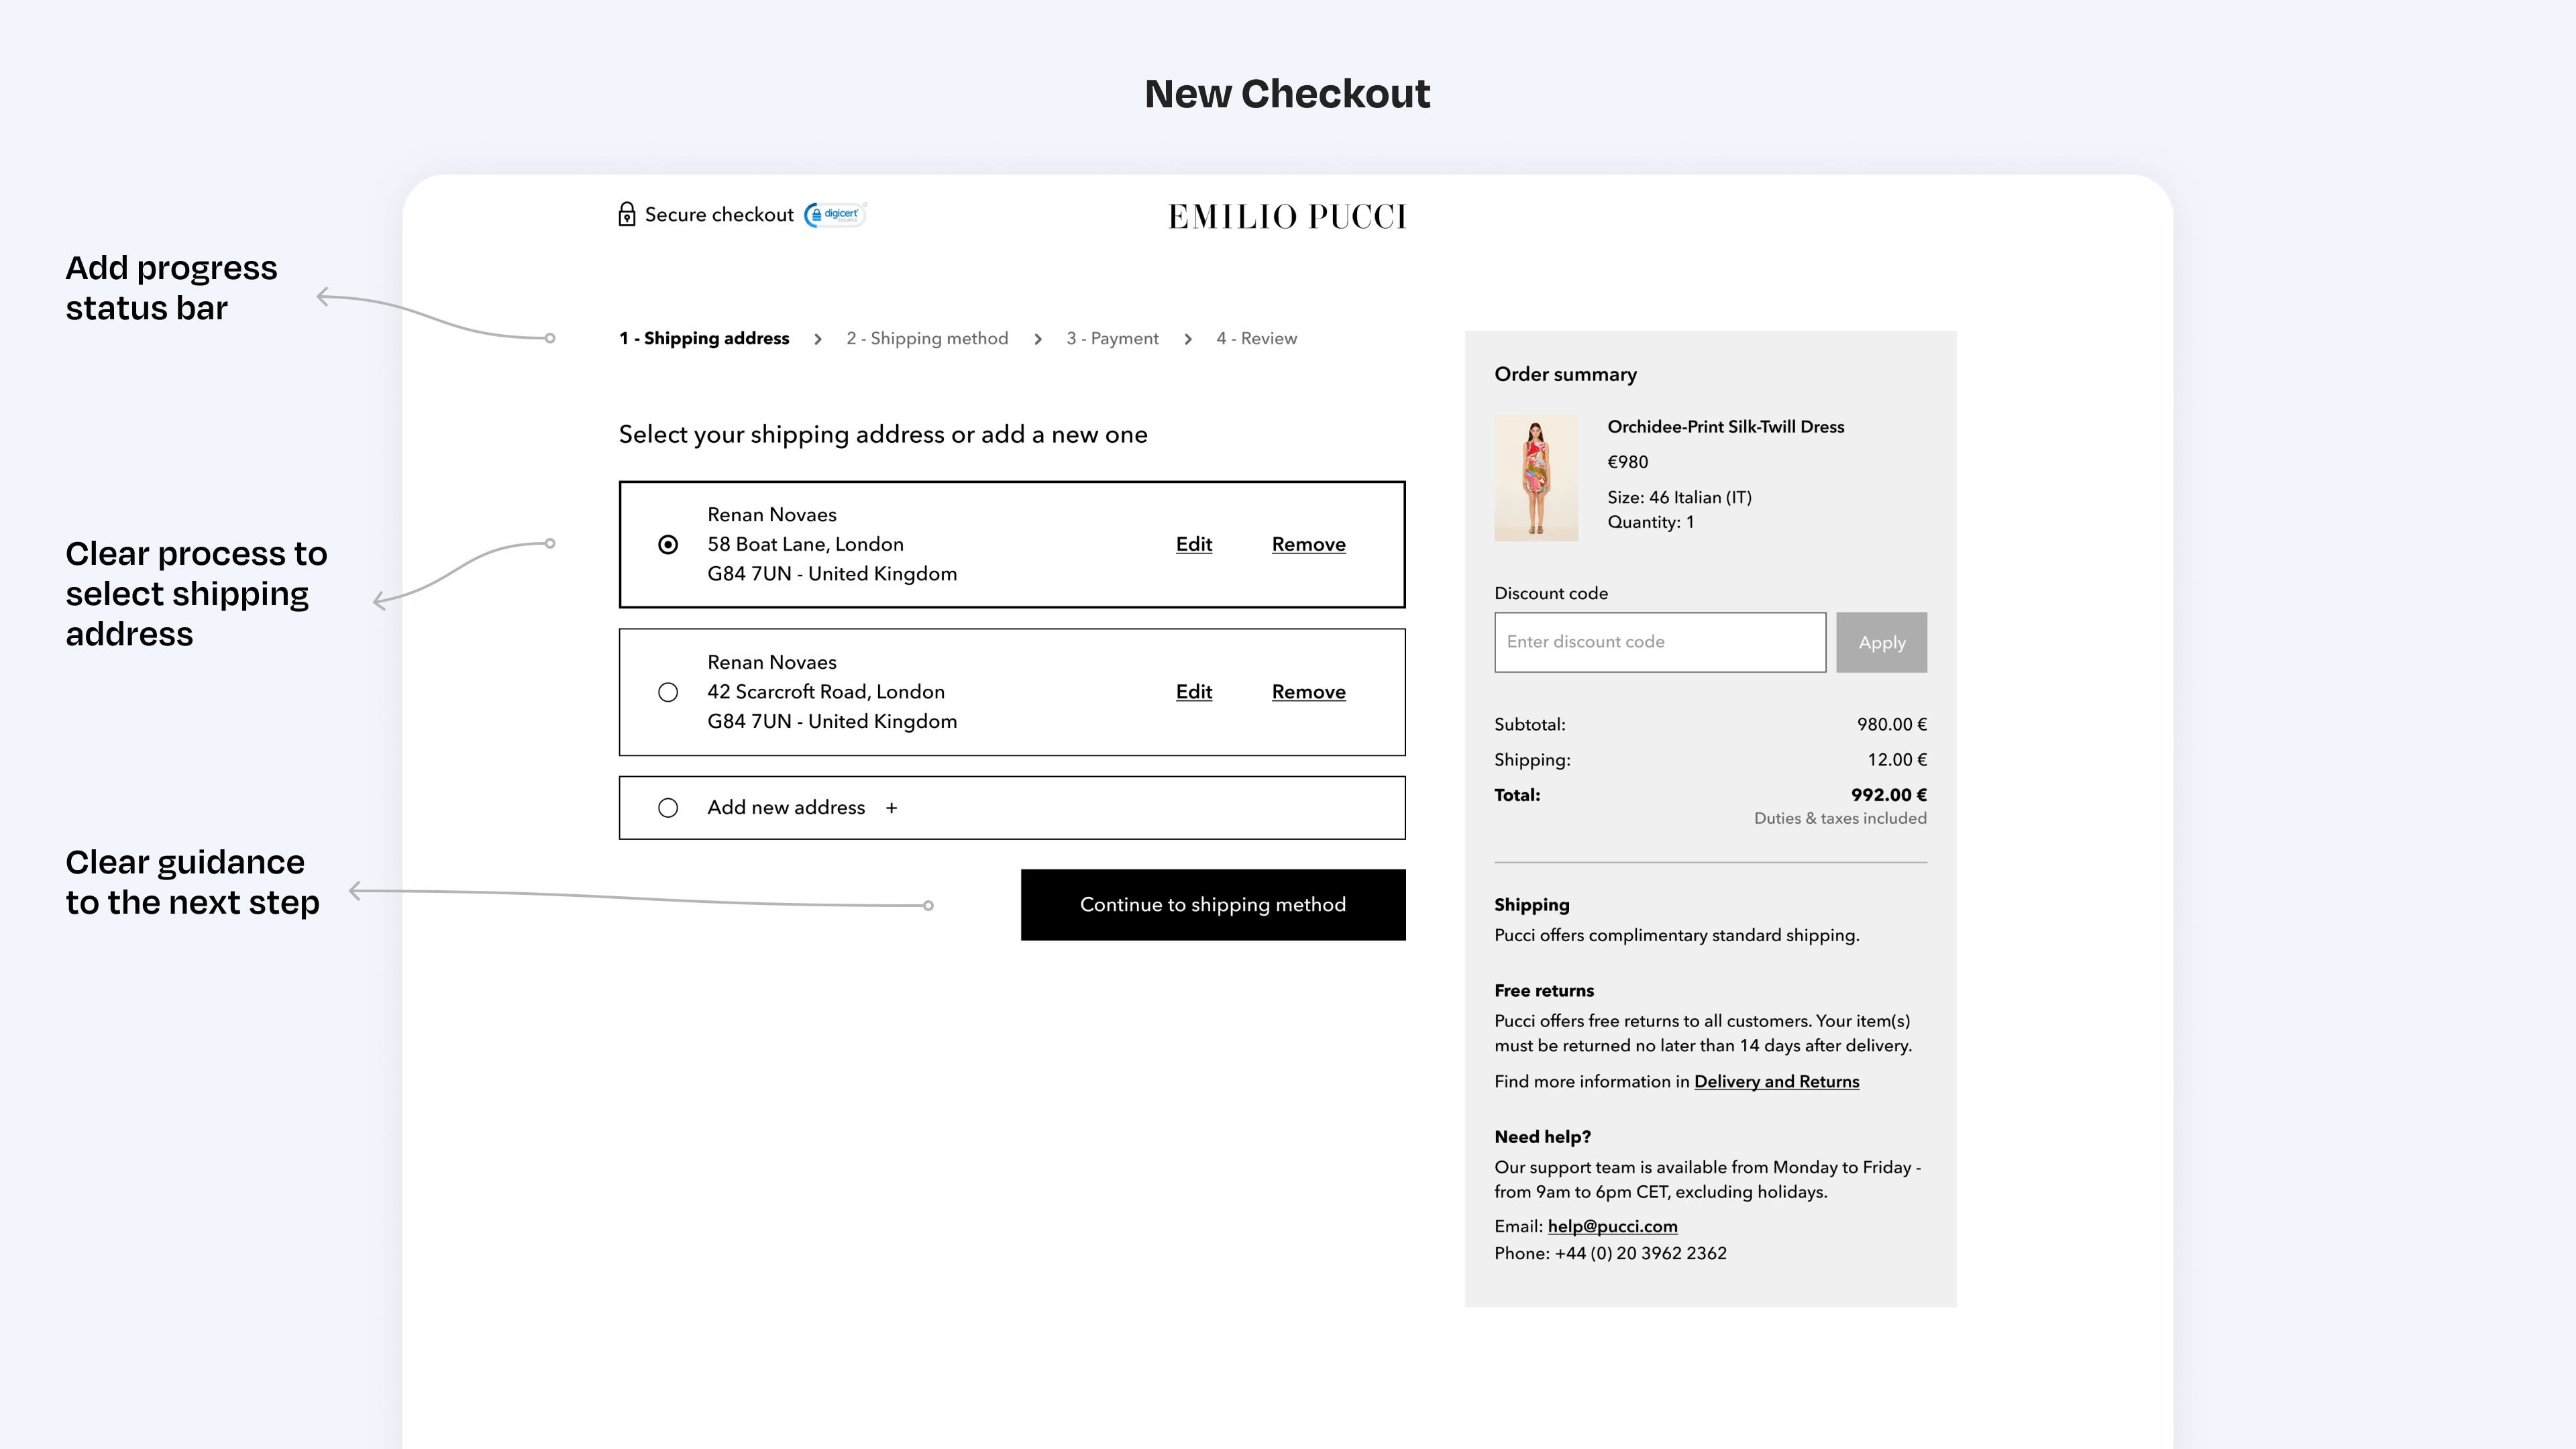 New Checkout
Secure checkout
digicert
EMILIO PUCCI
Add progress
status bar
1 - Shipping address > 2 - Shipping method > 3 - Payment > 4 - Review
Select your shipping address or add a new one
Clear process to
select shipping
address
Renan Novaes
58 Boat Lane, London
G84 7UN - United Kingdom
Edit Remove
Renan Novaes
42 Scarcroft Road, London
G84 7UN - United Kingdom
Edit Remove
Add new address +
Clear guidance
to the next step
Continue to shipping method
Order summary
Orchidee-Print Silk-Twill Dress
€980
Size: 46 Italian (IT)
Quantity: 1
Discount code
Enter discount code Apply
Subtotal: 980.00 €
Shipping: 12.00 €
Total: 992.00 €
Duties & taxes included
Shipping
Pucci offers complimentary standard shipping.
Free returns
Pucci offers free returns to all customers. Your item(s)
must be returned no later than 14 days after delivery.
Find more information in Delivery and Returns
Need help?
Our support team is available from Monday to Friday -
from 9am to 6pm CET, excluding holidays.
Email: help@pucci.com
Phone: +44 (0) 20 3962 2362